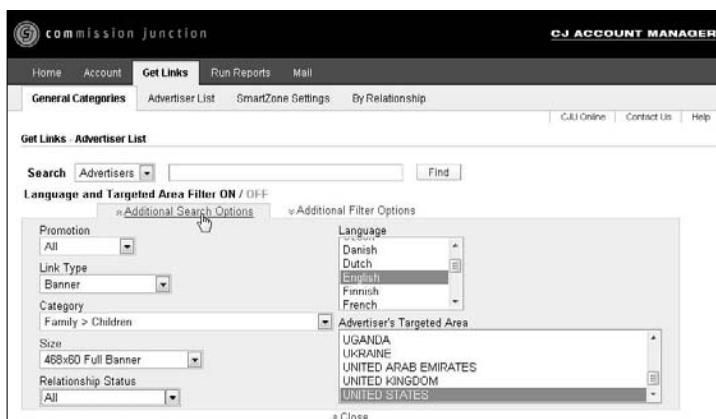 commission junction
CJ ACCOUNT MANAGER
Home Account Get Links Run Reports Mail
General Categories Advertiser List SmartZone Settings By Relationship
CJU Online Contact Us Help
Get Links - Advertiser List
Search Advertisers Find
Language and Targeted Area Filter ON / OFF
Additional Search Options Additional Filter Options
Promotion
All
Link Type
Banner
Category
Family > Children
Size
468x60 Full Banner
Relationship Status
All
Language
Danish
Dutch
English
Finnish
French
Advertiser's Targeted Area
UGANDA
UKRAINE
UNITED ARAB EMIRATES
UNITED KINGDOM
UNITED STATES
Close